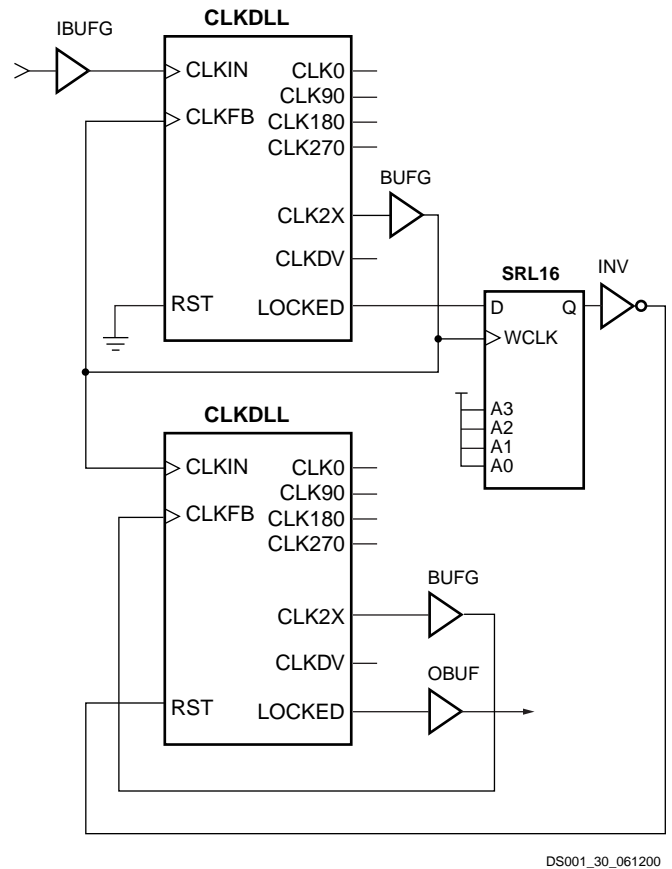 CLKDLL
IBUFG
CLKIN
CLKFB
RST
CLK0
CLK90
CLK180
CLK270
CLK2X
CLKDV
LOCKED
BUFG
SRL16
D
Q
WCLK
A3
A2
A1
A0
INV
CLKDLL
CLKIN
CLKFB
RST
CLK0
CLK90
CLK180
CLK270
CLK2X
CLKDV
LOCKED
BUFG
OBUF
DS001_30_061200